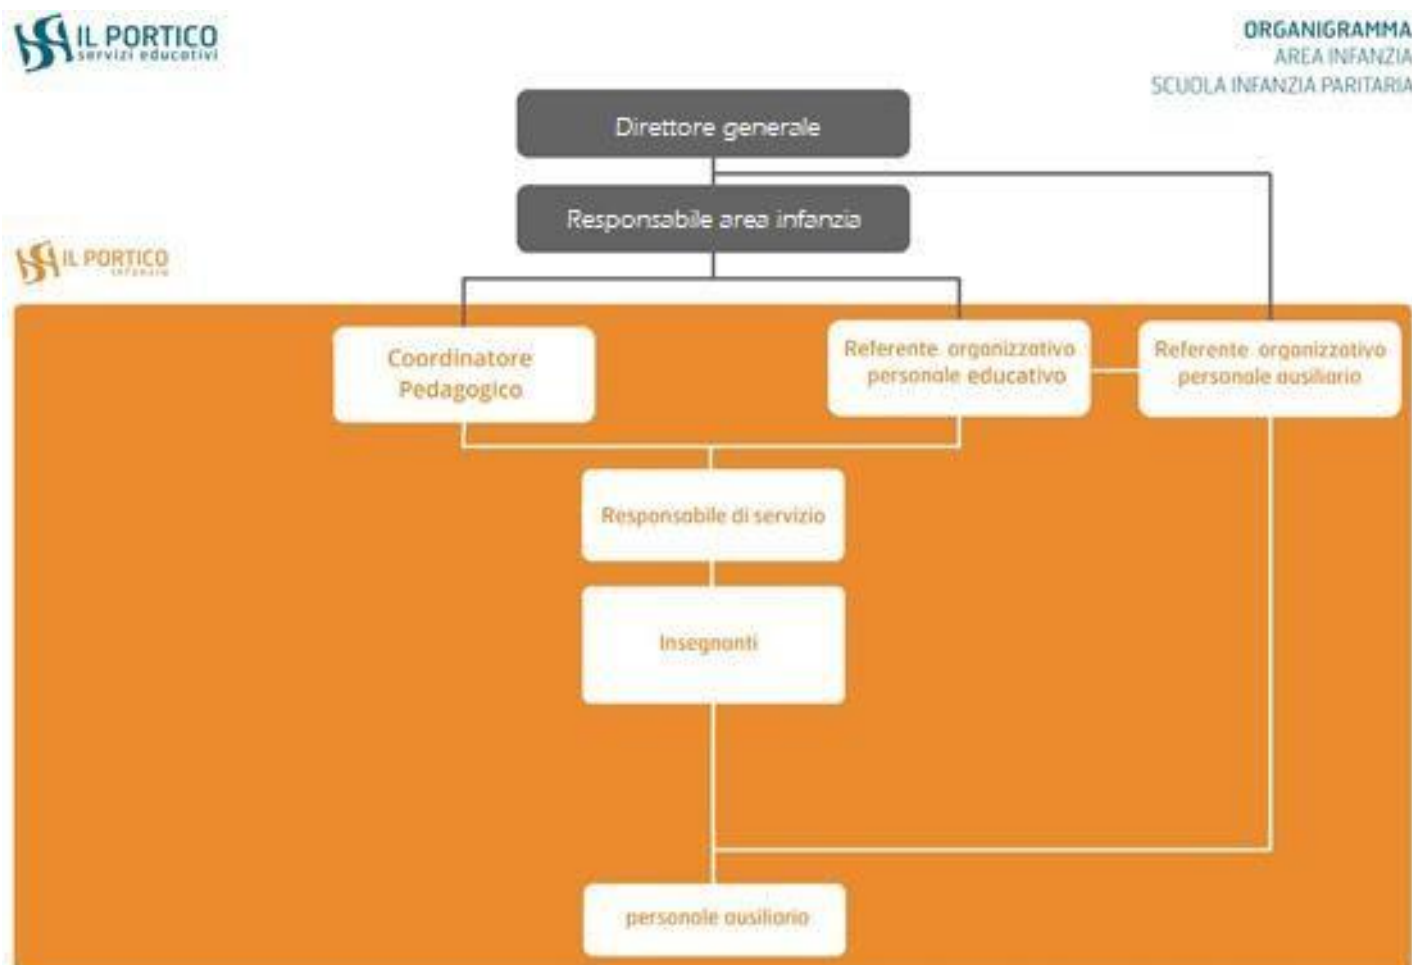 IL PORTICO
servizi educativi
ORGANIGRAMMA
AREA INFANZIA
SCUOLA INFANZIA PARITARIA
Direttore generale
Responsabile area infanzia
IL PORTICO
infanzia
Coordinatore
Pedagogico
Referente organizzativo
personale educativo
Referente organizzativo
personale ausiliario
Responsabile di servizio
Insegnanti
personale ausiliario